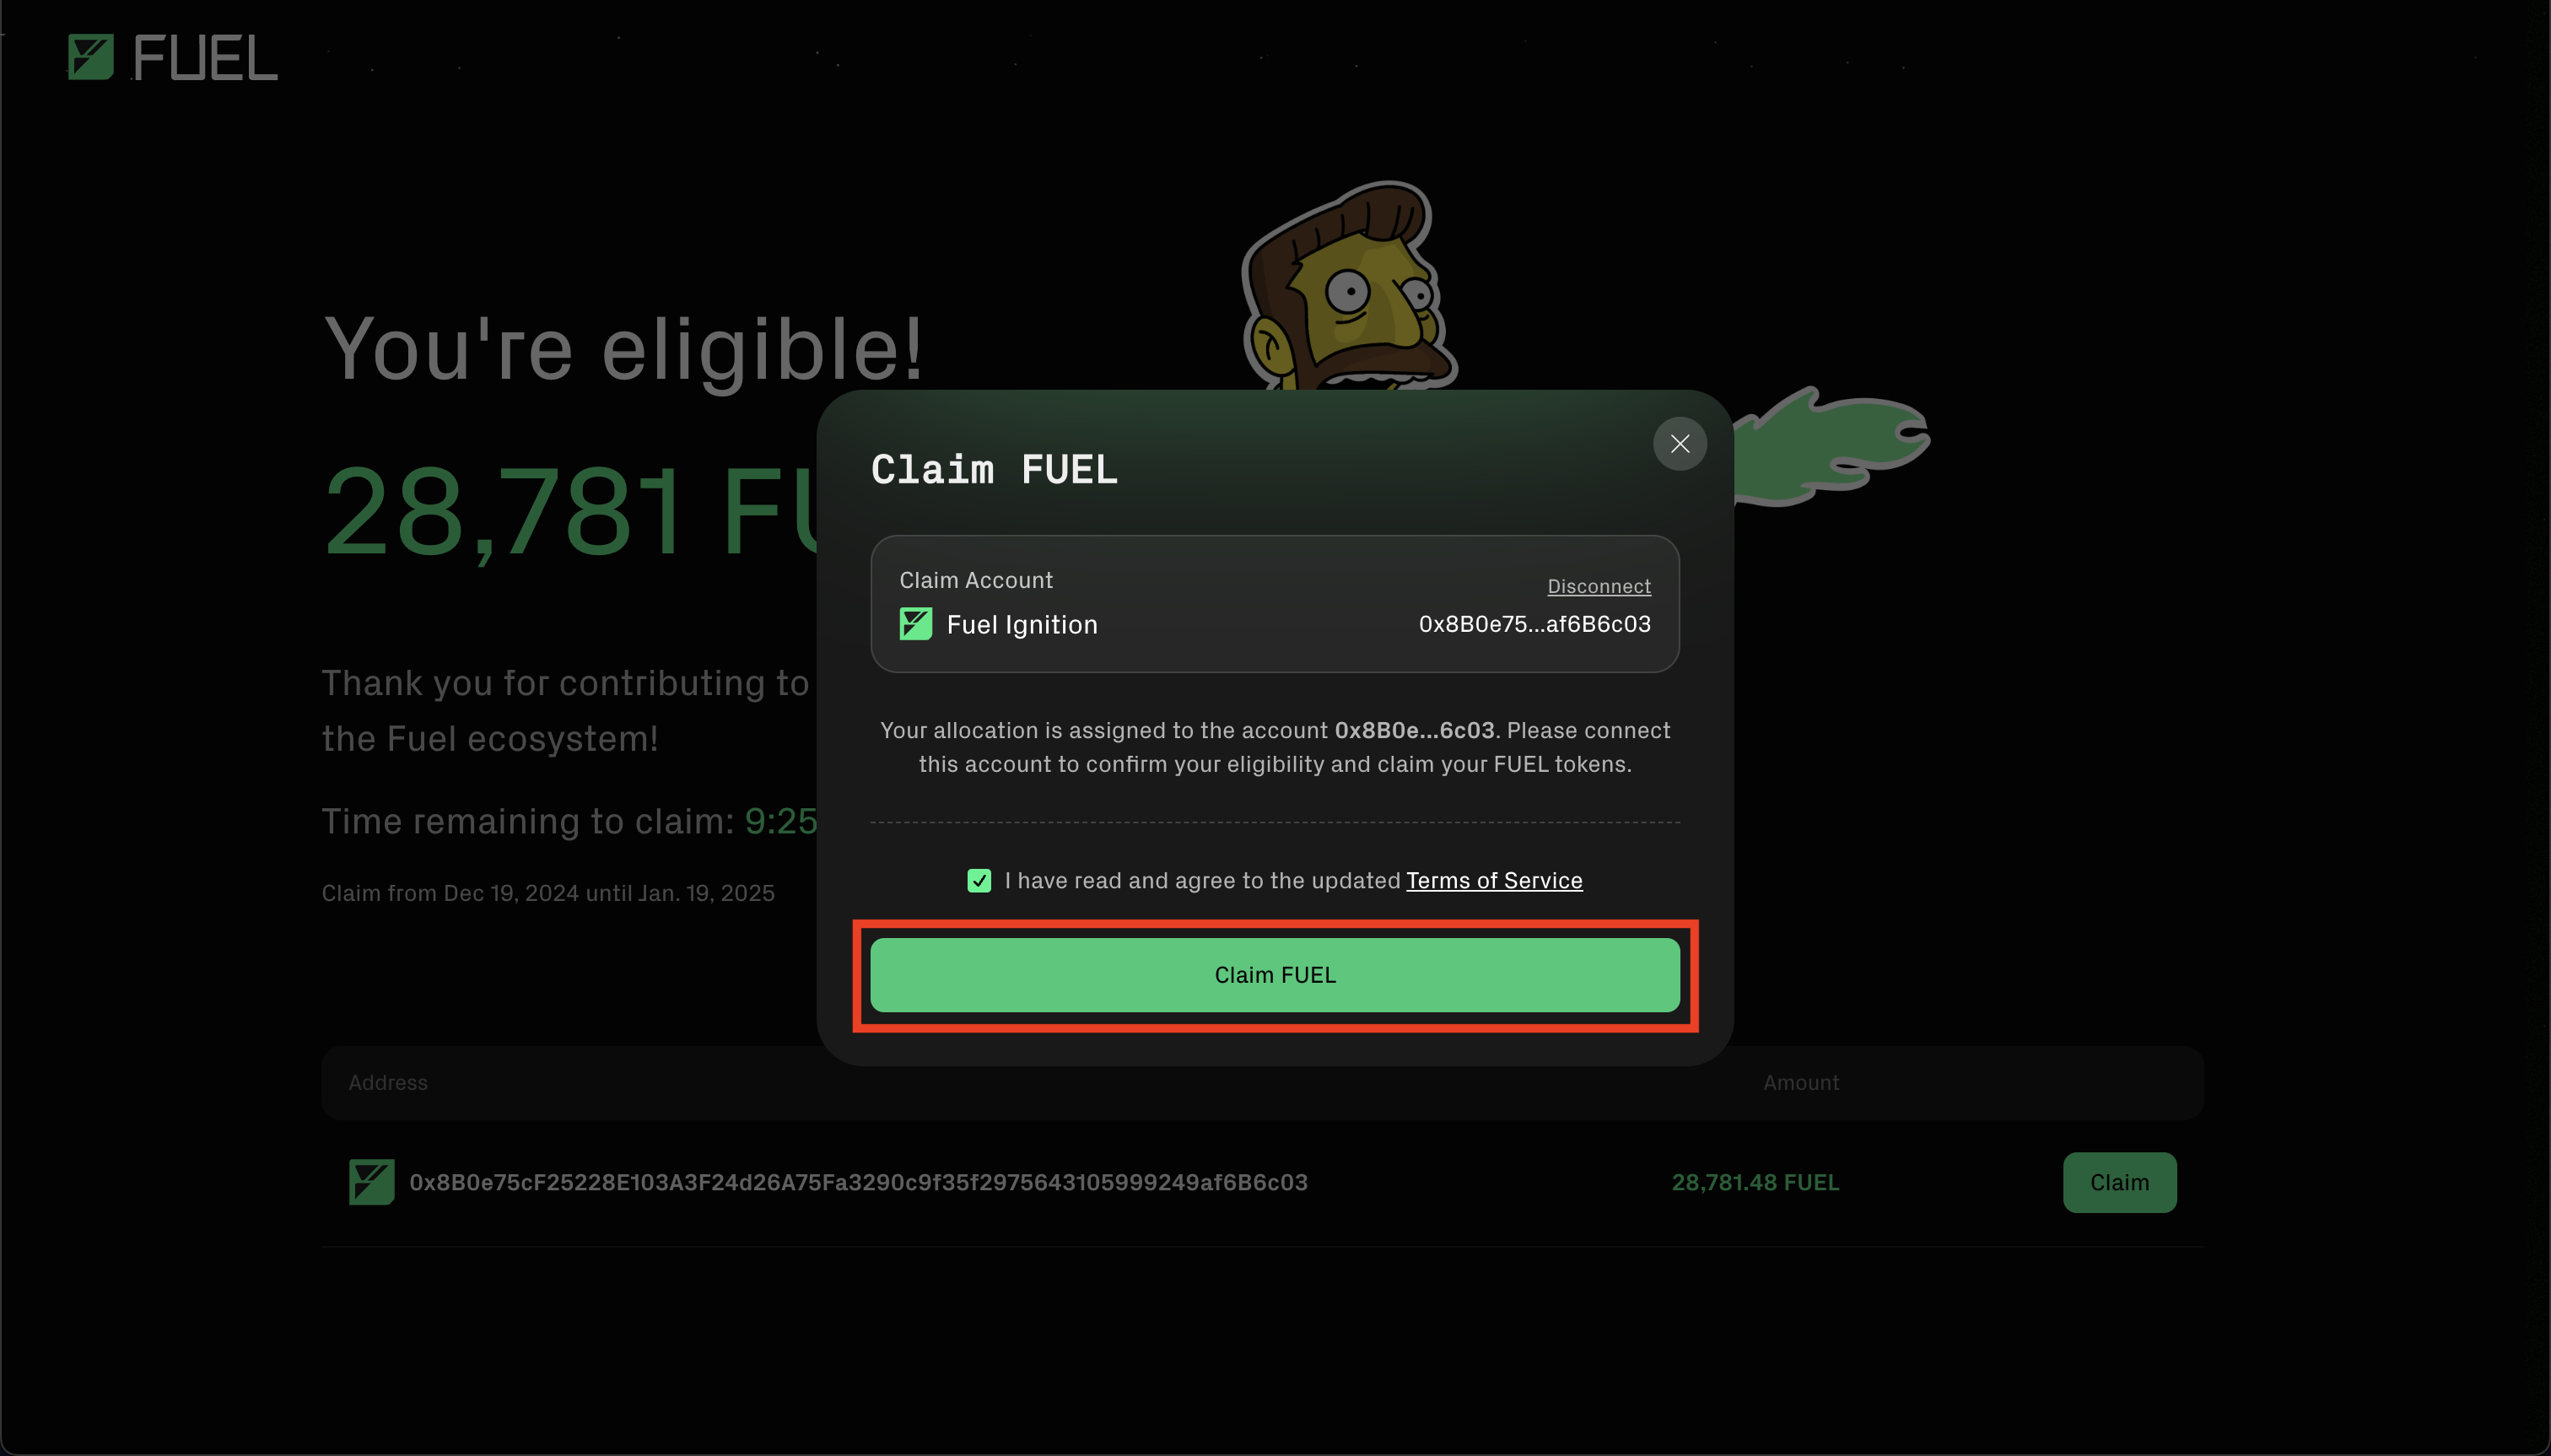 FUEL
You're eligible!
28,781 FU
Thank you for contributing to
the Fuel ecosystem!
Time remaining to claim: 9:25
Claim from Dec 19, 2024 until Jan. 19, 2025
Claim FUEL
Claim Account
Disconnect
Fuel Ignition
0x8B0e75...af6B6c03
Your allocation is assigned to the account 0x8B0e...6c03. Please connect
this account to confirm your eligibility and claim your FUEL tokens.
I have read and agree to the updated Terms of Service
Claim FUEL
Address
Amount
0x8B0e75cF25228E103A3F24d26A75Fa3290c9f35f2975643105999249af6B6c03
28,781.48 FUEL
Claim